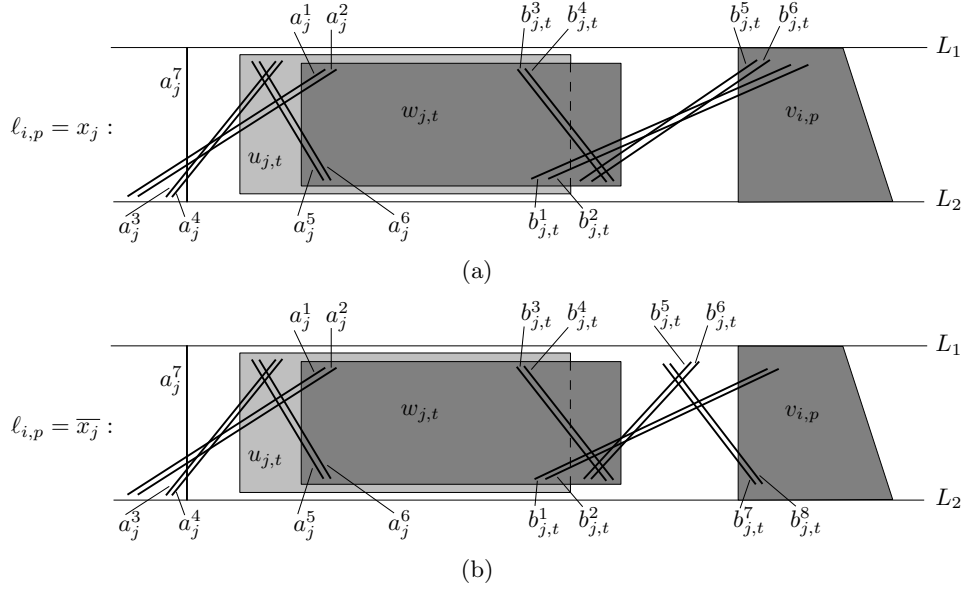 a_j^1 a_j^2 b_{j,t}^3 b_{j,t}^4 b_{j,t}^5 b_{j,t}^6
L_1
a_j^7
w_{j,t} v_{i,p}
ℓ_{i,p} = x_j :
u_{j,t}
L_2
a_j^3 a_j^4 a_j^5 a_j^6 b_{j,t}^1 b_{j,t}^2
(a)
a_j^1 a_j^2 b_{j,t}^3 b_{j,t}^4 b_{j,t}^5 b_{j,t}^6
L_1
a_j^7
w_{j,t} v_{i,p}
ℓ_{i,p} = \overline{x_j} :
u_{j,t}
L_2
a_j^3 a_j^4 a_j^5 a_j^6 b_{j,t}^1 b_{j,t}^2 b_{j,t}^7 b_{j,t}^8
(b)